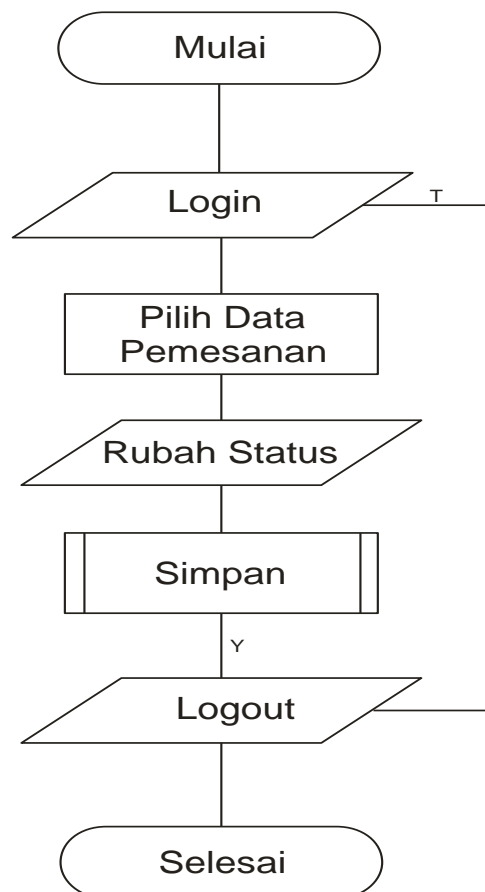 Mulai
Login
T
Pilih Data
Pemesanan
Rubah Status
Simpan
Y
Logout
Selesai